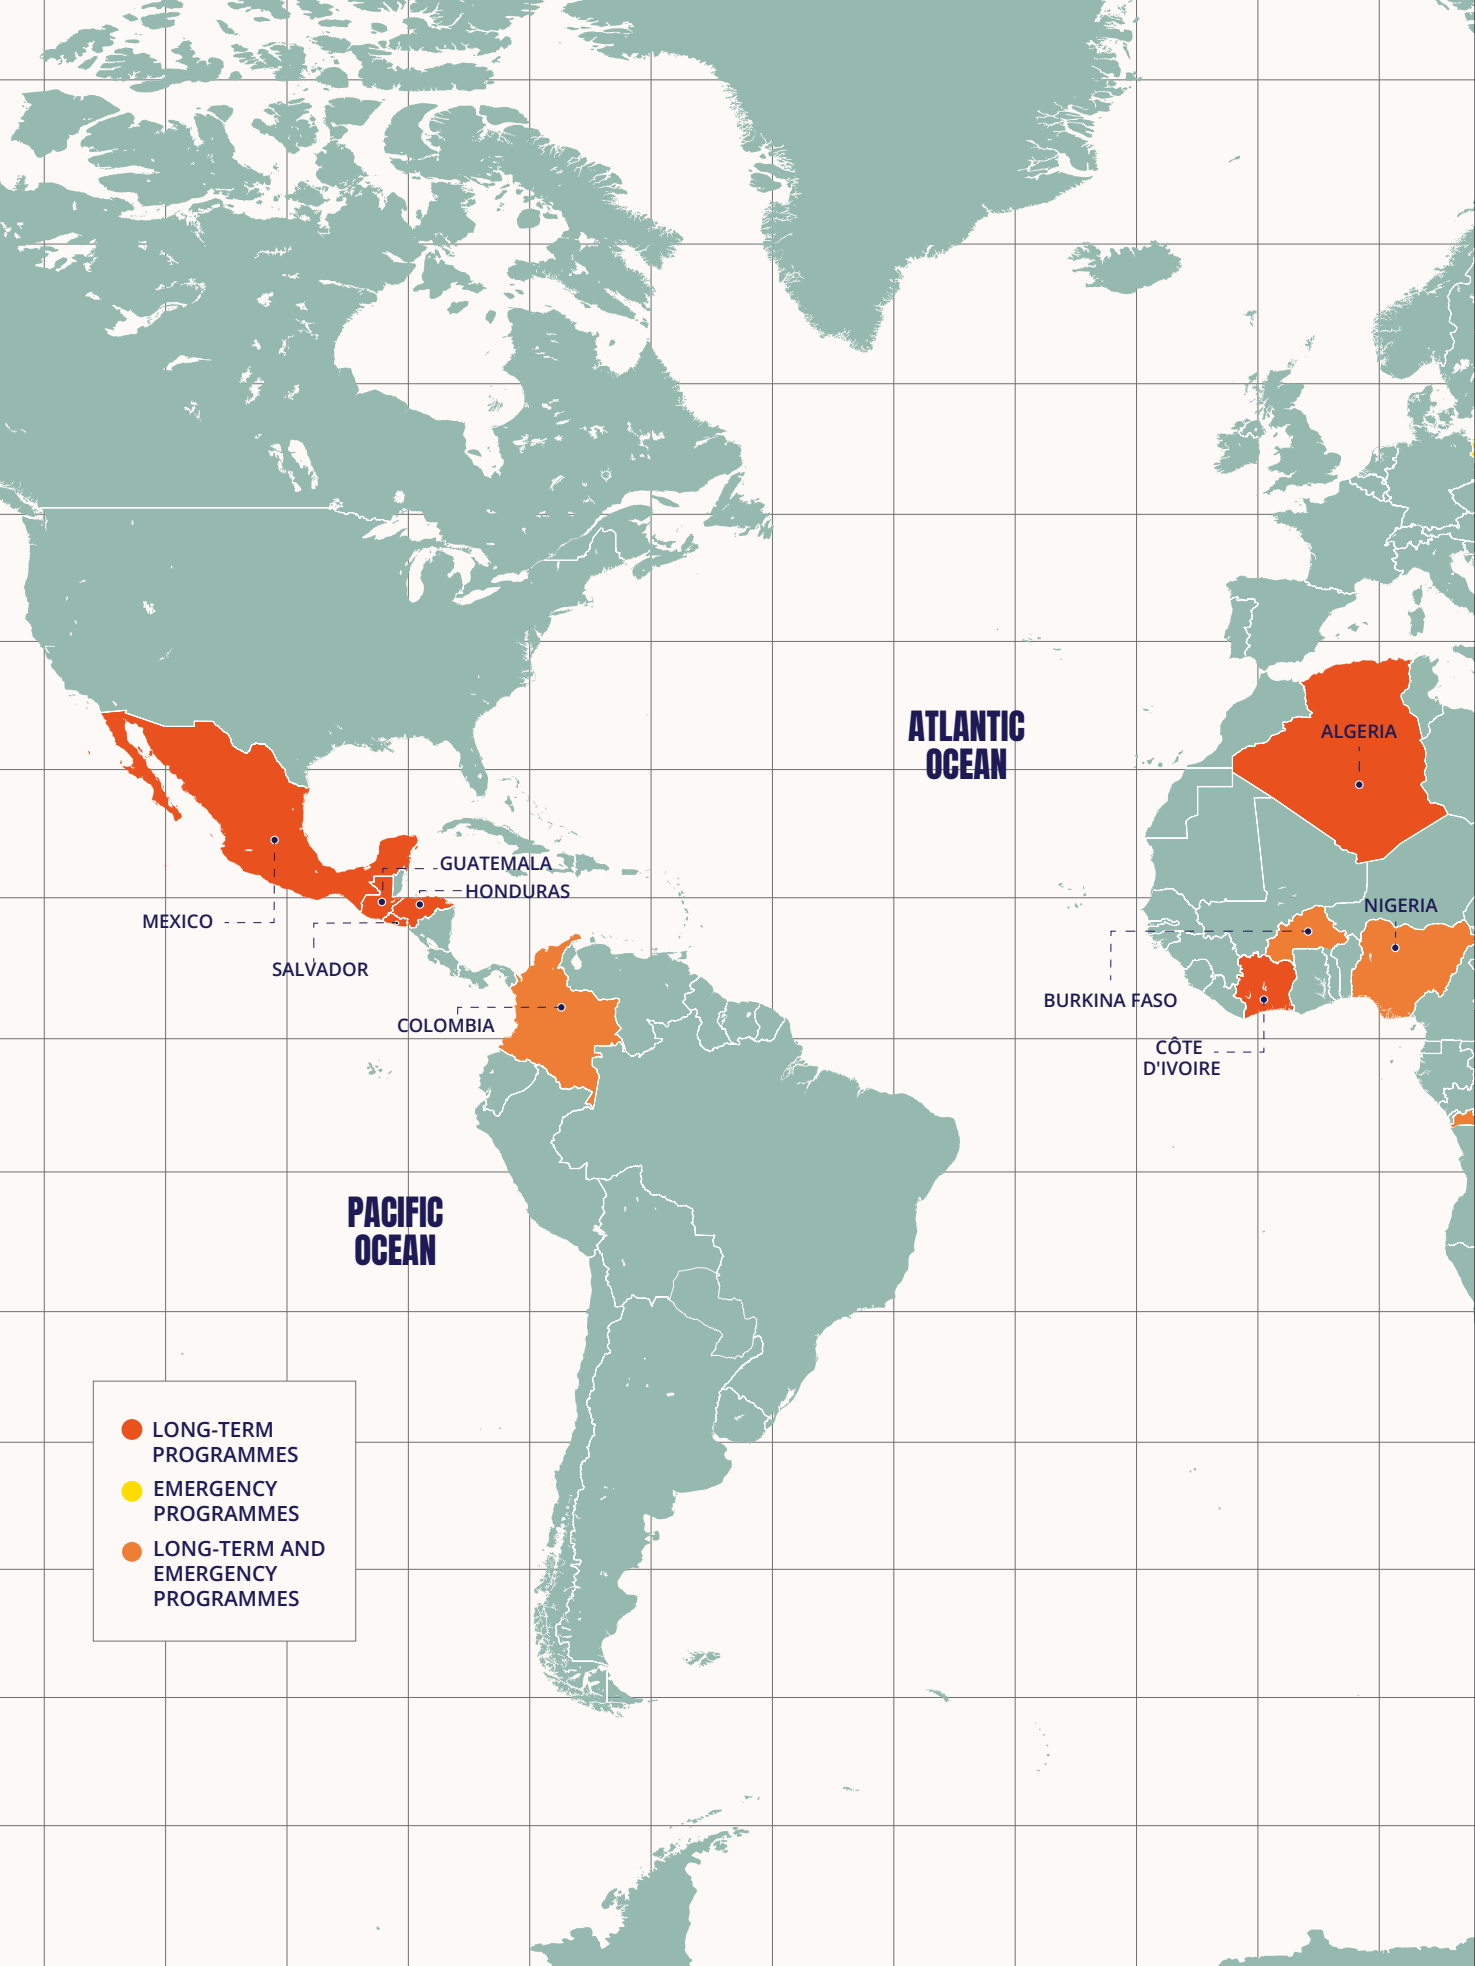 ATLANTIC
OCEAN
ALGERIA
GUATEMALA
HONDURAS
NIGERIA
MEXICO
SALVADOR
BURKINA FASO
COLOMBIA
CÔTE
D'IVOIRE
PACIFIC
OCEAN
LONG-TERM
PROGRAMMES
EMERGENCY
PROGRAMMES
LONG-TERM AND
EMERGENCY
PROGRAMMES